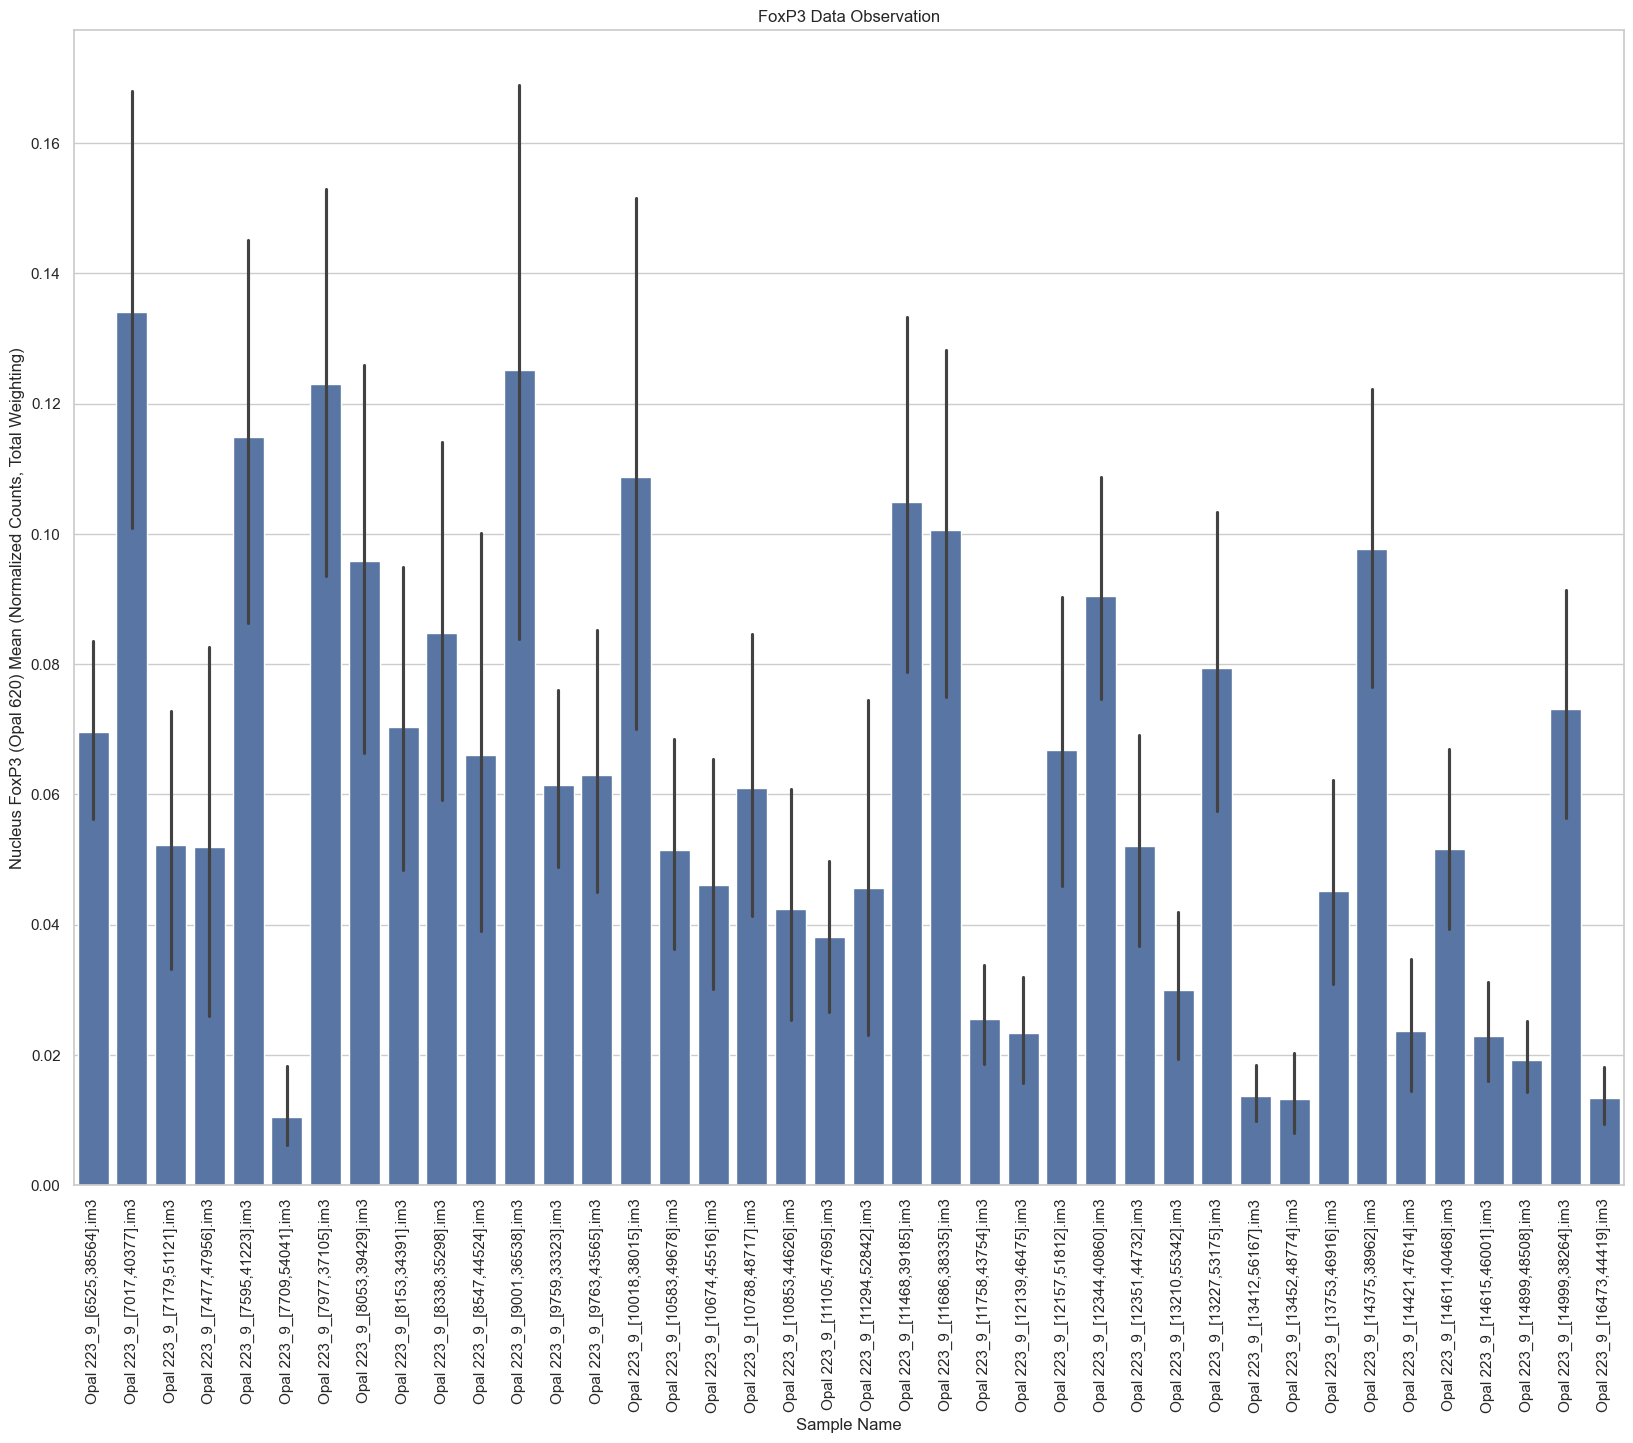 FoxP3 Data Observation
Nucleus FoxP3 (Opal 620) Mean (Normalized Counts, Total Weighting)
0.16
0.14
0.12
0.10
0.08
0.06
0.04
0.02
0.00
Opal 223_9_[6525,38564].im3
Opal 223_9_[7017,40377].im3
Opal 223_9_[7179,51121].im3
Opal 223_9_[7477,47956].im3
Opal 223_9_[7595,41223].im3
Opal 223_9_[7709,54041].im3
Opal 223_9_[7977,37105].im3
Opal 223_9_[8053,39429].im3
Opal 223_9_[8153,34391].im3
Opal 223_9_[8338,35298].im3
Opal 223_9_[8547,44524].im3
Opal 223_9_[9001,36538].im3
Opal 223_9_[9759,33323].im3
Opal 223_9_[9763,43565].im3
Opal 223_9_[10018,38015].im3
Opal 223_9_[10583,49678].im3
Opal 223_9_[10674,45516].im3
Opal 223_9_[10788,48717].im3
Opal 223_9_[10853,44626].im3
Opal 223_9_[11105,47695].im3
Opal 223_9_[11294,52842].im3
Opal 223_9_[11468,39185].im3
Opal 223_9_[11686,38335].im3
Opal 223_9_[11758,43754].im3
Opal 223_9_[12139,46475].im3
Opal 223_9_[12157,51812].im3
Opal 223_9_[12344,40860].im3
Opal 223_9_[12351,44732].im3
Opal 223_9_[13210,55342].im3
Opal 223_9_[13227,53175].im3
Opal 223_9_[13412,56167].im3
Opal 223_9_[13452,48774].im3
Opal 223_9_[13753,46916].im3
Opal 223_9_[14375,38962].im3
Opal 223_9_[14421,47614].im3
Opal 223_9_[14611,40468].im3
Opal 223_9_[14615,46001].im3
Opal 223_9_[14899,48508].im3
Opal 223_9_[14999,38264].im3
Opal 223_9_[16473,44419].im3
Sample Name